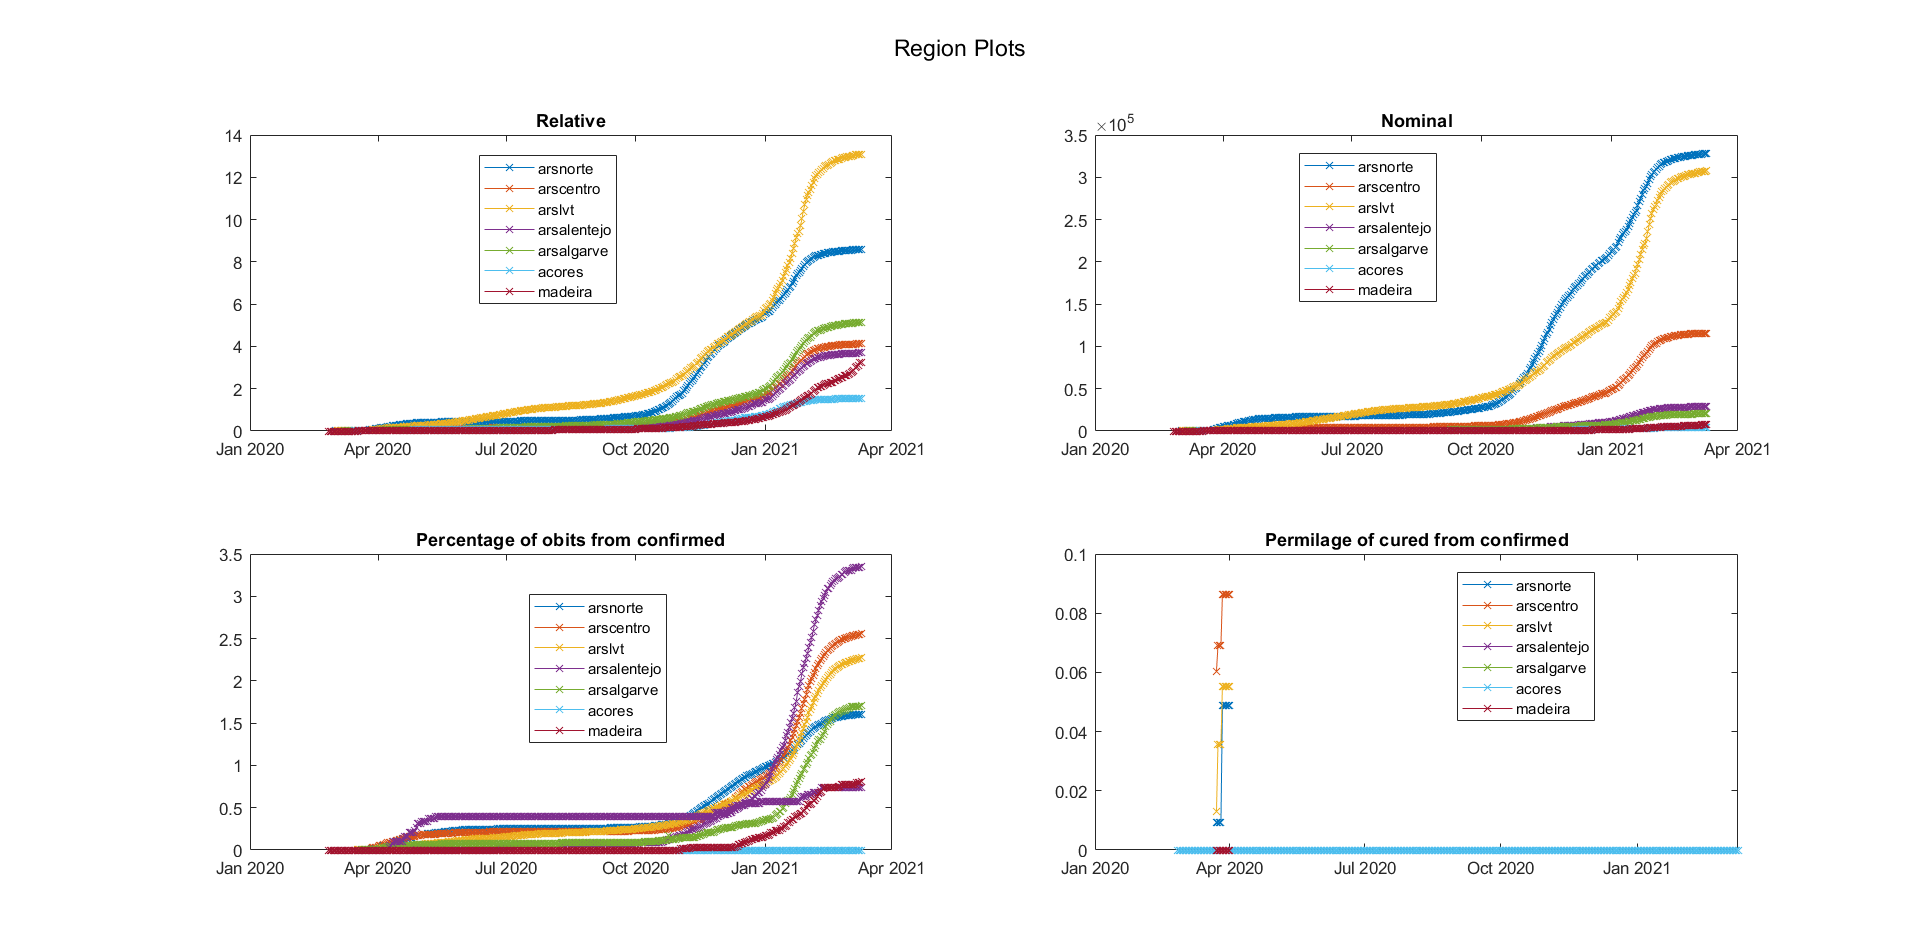 Region Plots
Relative
14
12
10
8
6
4
2
0
Jan 2020 Apr 2020 Jul 2020 Oct 2020 Jan 2021 Apr 2021
arsnorte
arscentro
arslvt
arsalentejo
arsalgarve
acores
madeira
Nominal
×10^5
3.5
3
2.5
2
1.5
1
0.5
0
Jan 2020 Apr 2020 Jul 2020 Oct 2020 Jan 2021 Apr 2021
arsnorte
arscentro
arslvt
arsalentejo
arsalgarve
acores
madeira
Percentage of obits from confirmed
3.5
3
2.5
2
1.5
1
0.5
0
Jan 2020 Apr 2020 Jul 2020 Oct 2020 Jan 2021 Apr 2021
arsnorte
arscentro
arslvt
arsalentejo
arsalgarve
acores
madeira
Permilage of cured from confirmed
0.1
0.08
0.06
0.04
0.02
0
Jan 2020 Apr 2020 Jul 2020 Oct 2020 Jan 2021
arsnorte
arscentro
arslvt
arsalentejo
arsalgarve
acores
madeira